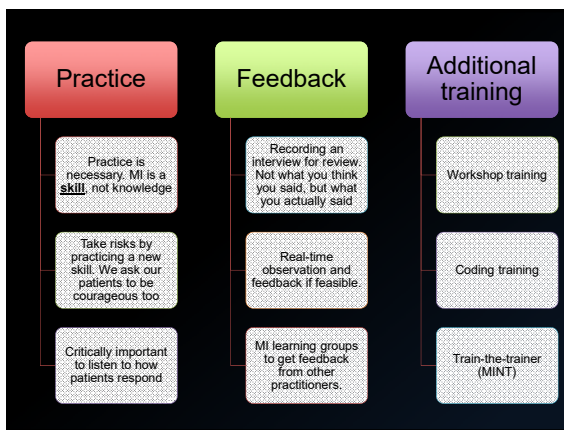 Practice
Practice is
necessary. MI is a
skill, not knowledge
Take risks by
practicing a new
skill. We ask our
patients to be
courageous too
Critically important
to listen to how
patients respond
Feedback
Recording an
interview for review.
Not what you think
you said, but what
you actually said
Real-time
observation and
feedback if feasible.
MI learning groups
to get feedback
from other
practitioners.
Additional
training
Workshop training
Coding training
Train-the-trainer
(MINT)